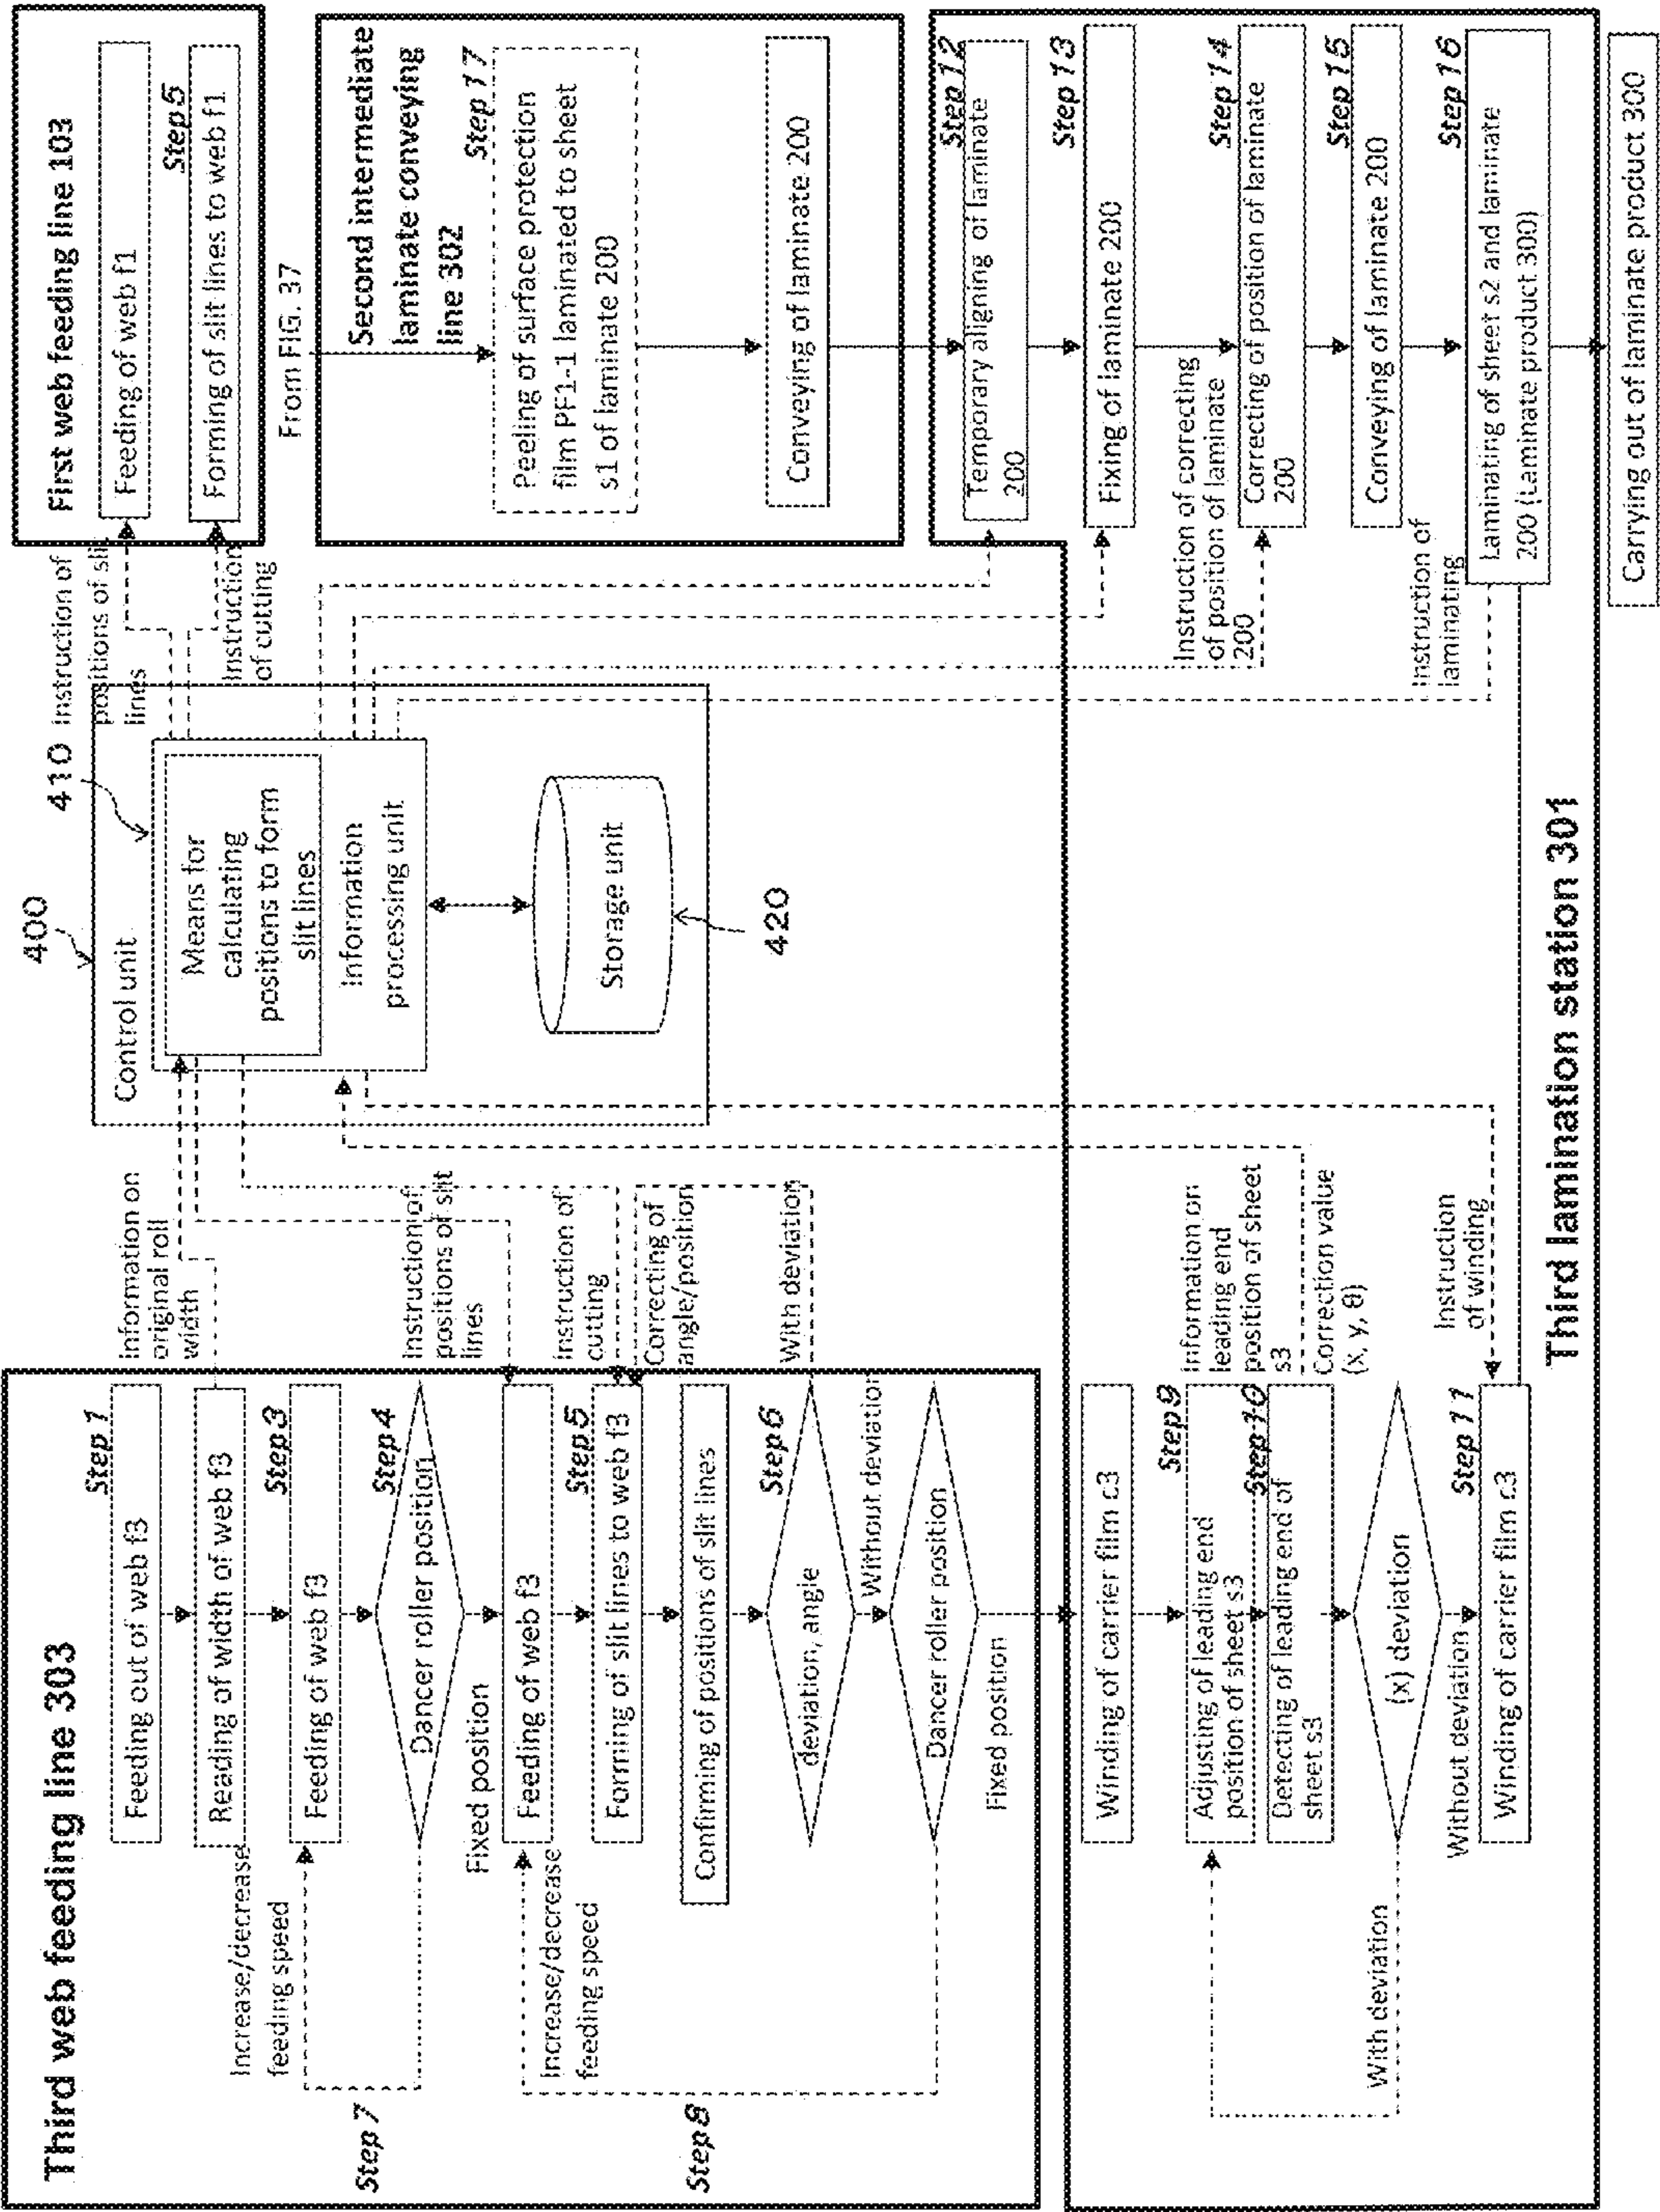 Third web feeding line 303
Step 1
Feeding out of web f3
Reading of width of web f3
Information on
original roll
width
Step 3
Feeding of web f3
Increase/decrease
feeding speed
Step 4
Dancer roller position
Step 7
Fixed position
Feeding of web f3
Instruction of
positions of slit
lines
Step 5
Forming of slit lines to web f3
Instruction of
cutting
Increase/decrease
feeding speed
Correcting of
angle/position
Confirming of positions of slit lines
Step 6
deviation, angle
With deviation
Step 8
Without deviation
Dancer roller position
Fixed position
Winding of carrier film c3
Step 9
Adjusting of leading end
position of sheet s3
Step 10
Detecting of leading end of
sheet s3
Information on
leading end
position of sheet
s3
Correction value
(x, y, θ)
(x) deviation
With deviation
Without deviation
Step 11
Winding of carrier film c3
Instruction
of winding
Third lamination station 301
400
Control unit
410
Means for
calculating
positions to form
slit lines
Information
processing unit
Storage unit
420
Instruction of
positions of slit
lines
Instruction
of cutting
First web feeding line 103
Feeding of web f1
Step 5
Forming of slit lines to web f1
From FIG. 37
Second intermediate
laminate conveying
line 302
Step 17
Peeling of surface protection
film PF1-1 laminated to sheet
s1 of laminate 200
Conveying of laminate 200
Step 12
Temporary aligning of laminate
200
Step 13
Fixing of laminate 200
Instruction of correcting
of position of laminate
200
Step 14
Correcting of position of laminate
200
Step 15
Conveying of laminate 200
Instruction of
laminating
Step 16
Laminating of sheet s2 and laminate
200 (Laminate product 300)
Carrying out of laminate product 300